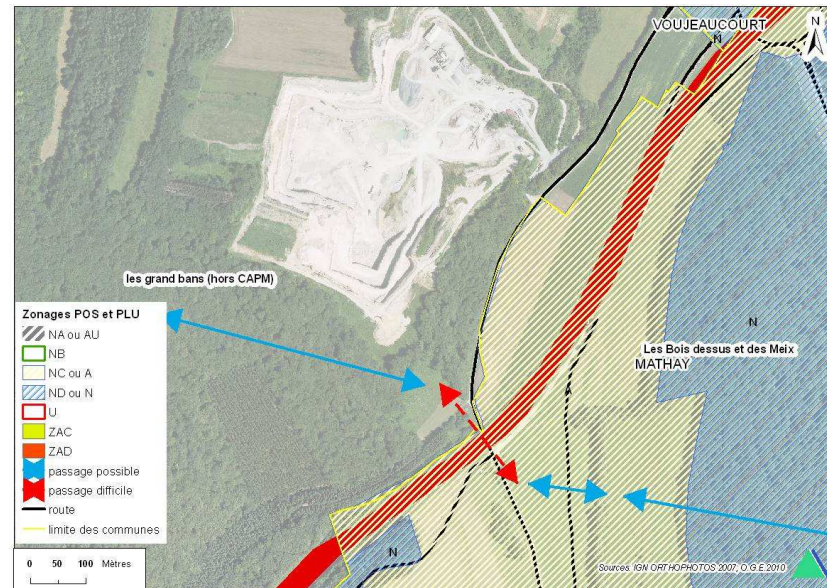 VOUJEAUCOURT
N
N
les grand bans (hors CAPM)
Zonages POS et PLU
NA ou AU
NB
NC ou A
ND ou N
U
ZAC
ZAD
passage possible
passage difficile
route
limite des communes
N
Les Bois dessus et des Meix
MATHAY
A
N
0 50 100 Mètres
Sources: IGN ORTHOPHOTOS 2007, O.G.E.2010